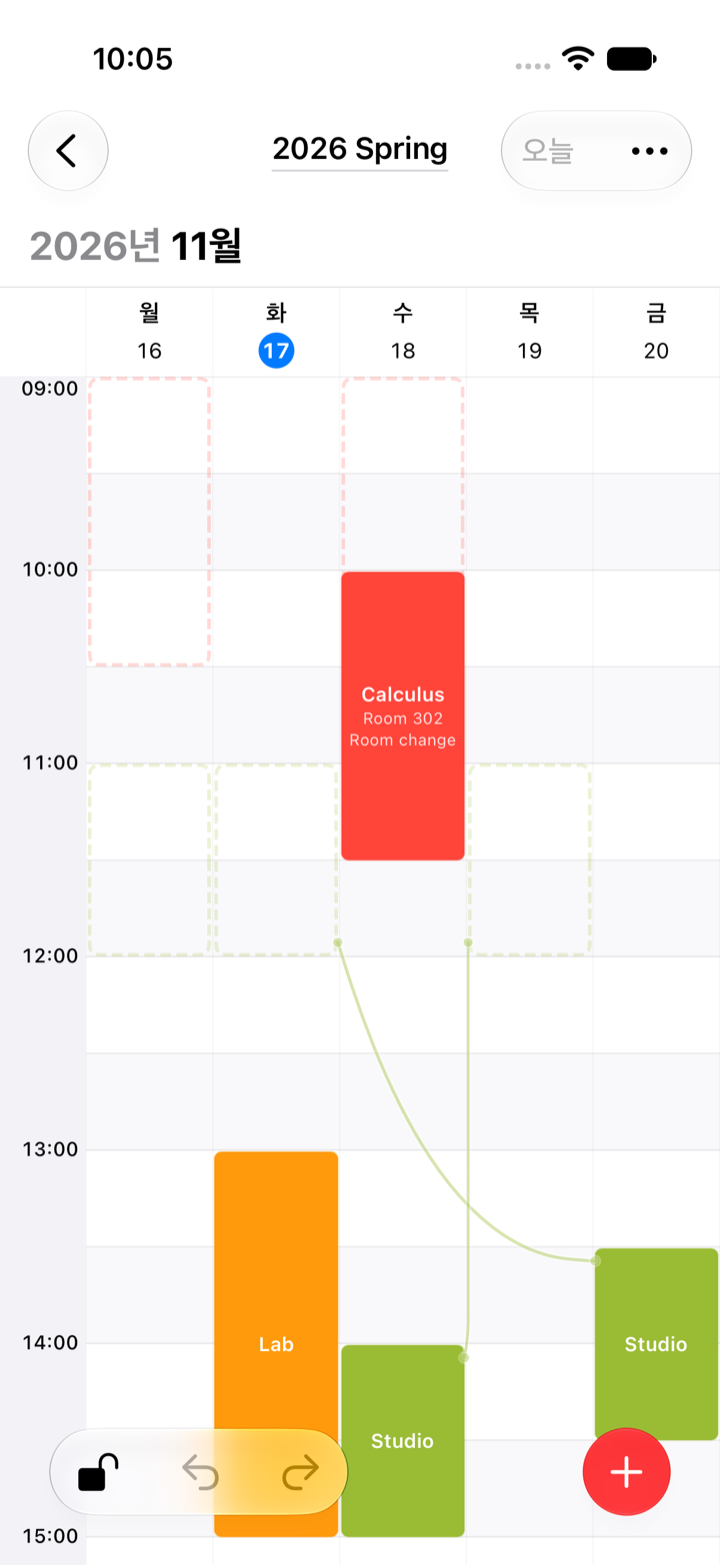 10:05
2026 Spring
오늘
2026년 11월
월 화 수 목 금
16 17 18 19 20
09:00
10:00
Calculus
Room 302
Room change
11:00
12:00
13:00
14:00
Lab
Studio
Studio
15:00